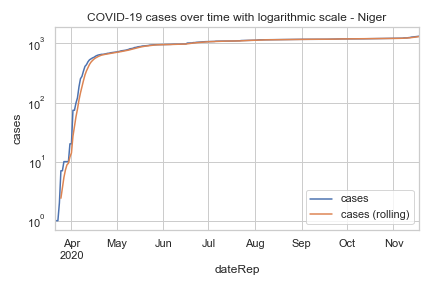 COVID-19 cases over time with logarithmic scale - Niger
cases
10³
10²
10¹
10⁰
Apr
2020
May
Jun
Jul
Aug
Sep
Oct
Nov
dateRep
cases
cases (rolling)